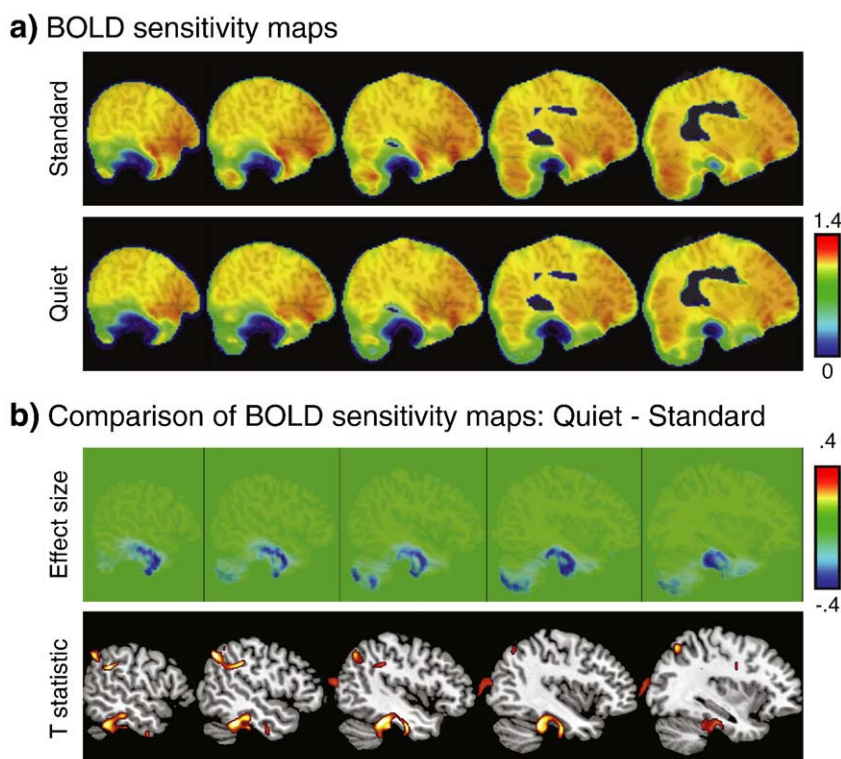 a) BOLD sensitivity maps
Standard
Quiet
1.4
0
b) Comparison of BOLD sensitivity maps: Quiet - Standard
Effect size
.4
-.4
T statistic